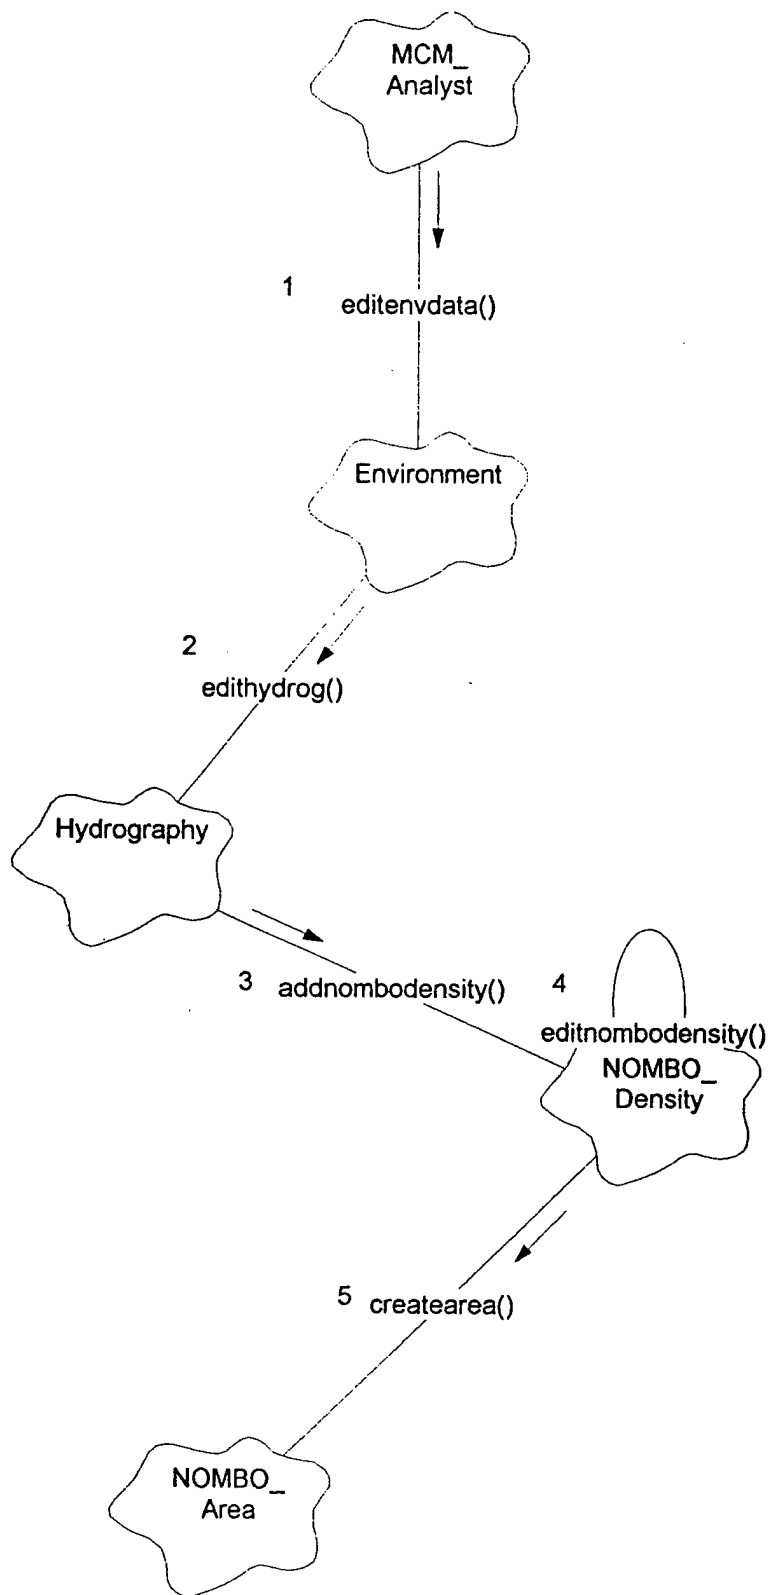 MCM_
Analyst
1
editenvdata()
Environment
2
edithydrog()
Hydrography
3 addnombodensity()
4
editnombodensity()
NOMBO_
Density
5 createarea()
NOMBO_
Area